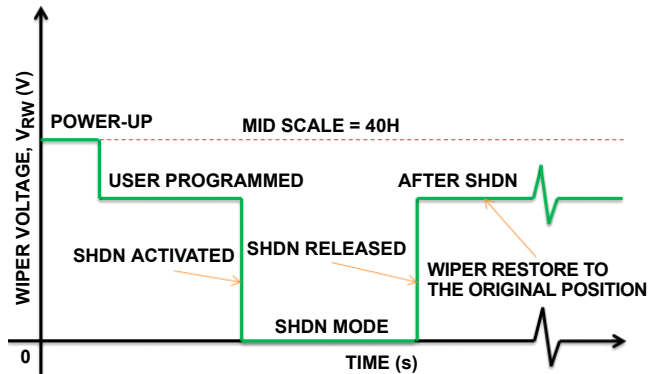 WIPER VOLTAGE, VRW (V)
POWER-UP
MID SCALE = 40H
USER PROGRAMMED
AFTER SHDN
SHDN ACTIVATED
SHDN RELEASED
WIPER RESTORE TO
THE ORIGINAL POSITION
SHDN MODE
0
TIME (s)